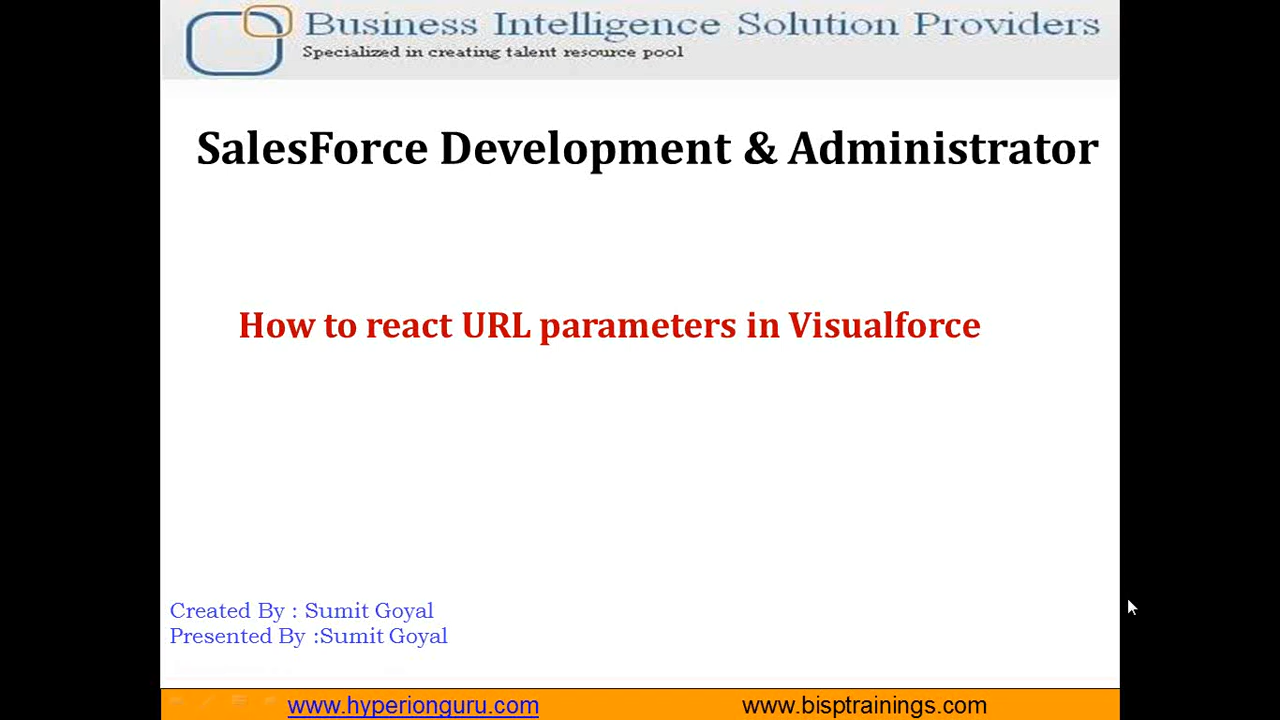 Business Intelligence Solution Providers
Specialized in creating talent resource pool
SalesForce Development & Administrator
How to react URL parameters in Visualforce
Created By : Sumit Goyal
Presented By :Sumit Goyal
www.hyperionguru.com
www.bisptrainings.com